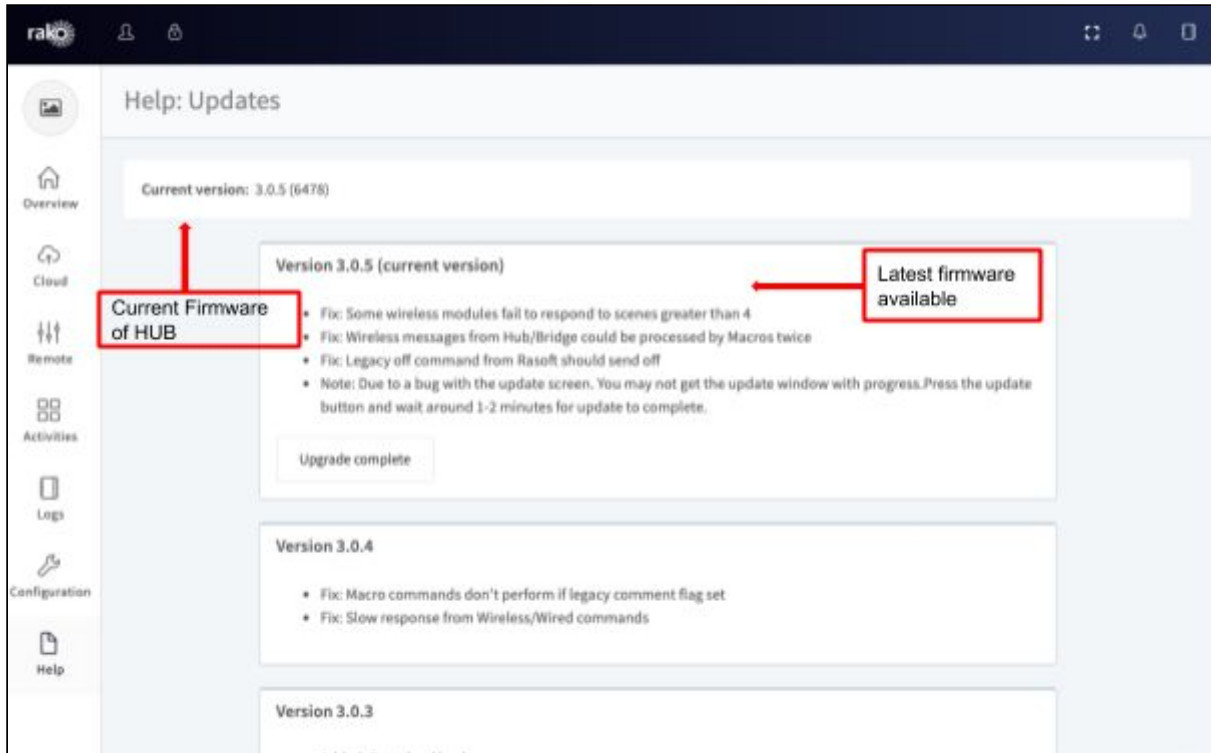 rako
Help: Updates
Overview
Cloud
Remote
Activities
Logs
Configuration
Help
Current version: 3.0.5 (6478)
Current Firmware
of HUB
Latest firmware
available
Version 3.0.5 (current version)
Fix: Some wireless modules fail to respond to scenes greater than 4
Fix: Wireless messages from Hub/Bridge could be processed by Macros twice
Fix: Legacy off command from Rasoft should send off
Note: Due to a bug with the update screen. You may not get the update window with progress.Press the update
button and wait around 1-2 minutes for update to complete.
Upgrade complete
Version 3.0.4
Fix: Macro commands don't perform if legacy comment flag set
Fix: Slow response from Wireless/Wired commands
Version 3.0.3